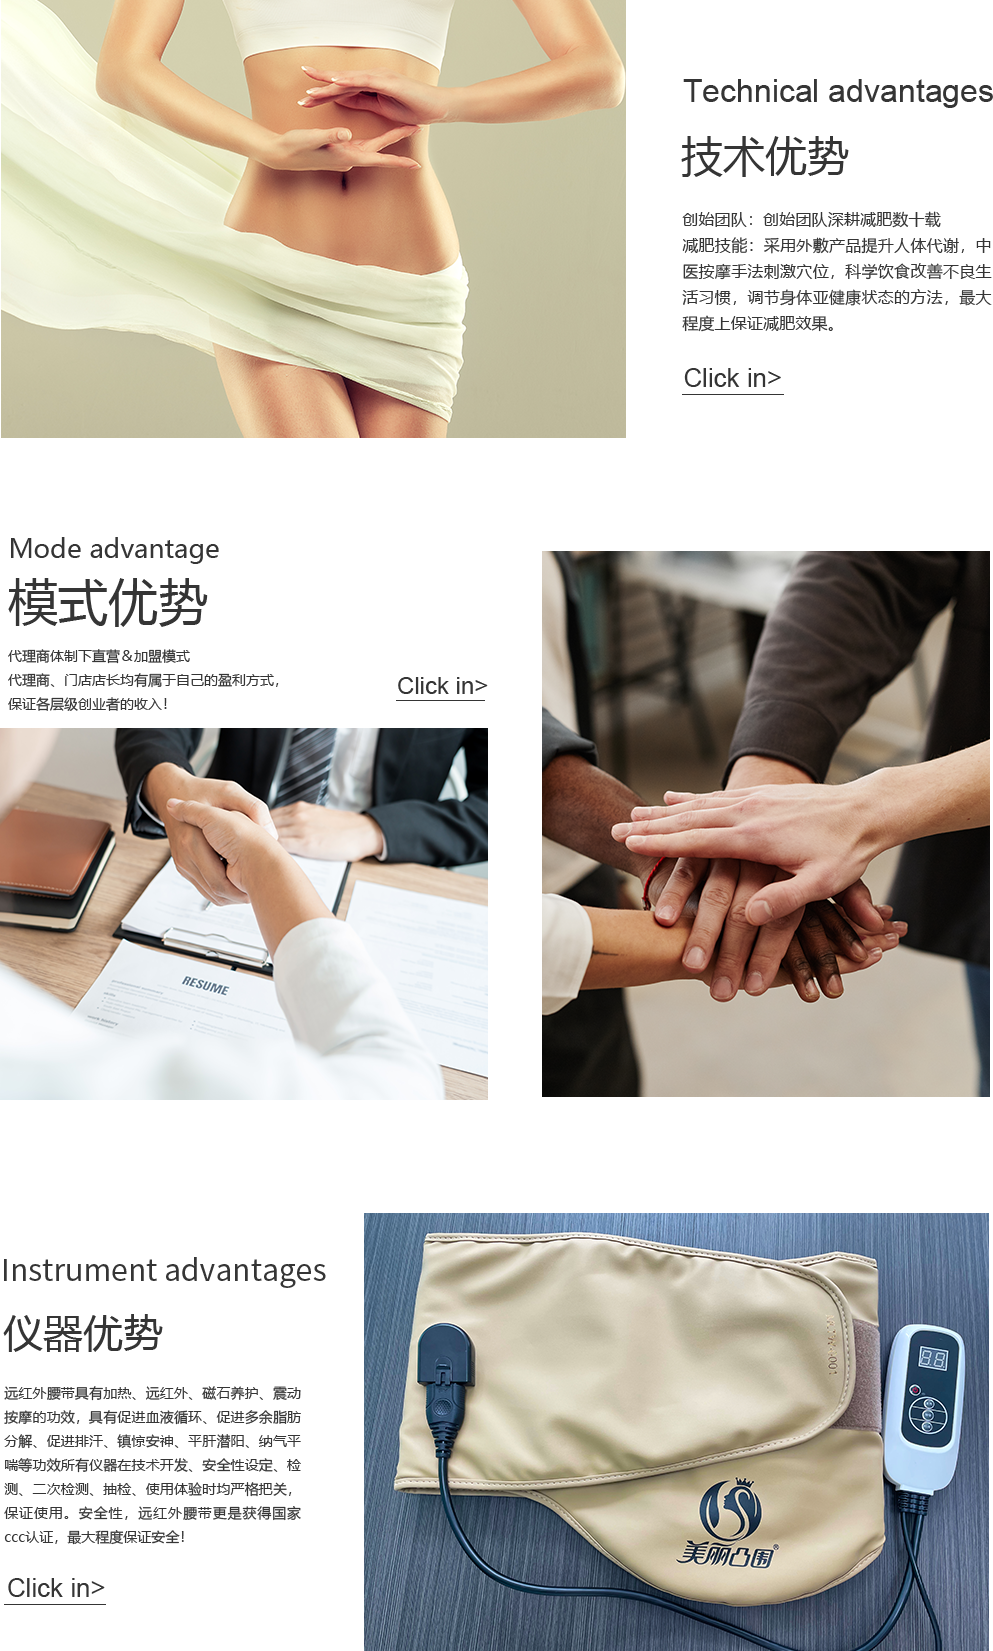 Technical advantages
技术优势
创始团队：创始团队深耕减肥数十载
减肥技能：采用外敷产品提升人体代谢，中
医按摩手法刺激穴位，科学饮食改善不良生
活习惯，调节身体亚健康状态的方法，最大
程度上保证减肥效果。
Click in>
Mode advantage
模式优势
代理商体制下直营&加盟模式
代理商、门店店长均有属于自己的盈利方式，
保证各层级创业者的收入！
Click in>
RESUME
Instrument advantages
仪器优势
远红外腰带具有加热、远红外、磁石养护、震动
按摩的功效，具有促进血液循环、促进多余脂肪
分解、促进排汗、镇惊安神、平肝潜阳、纳气平
喘等功效所有仪器在技术开发、安全性设定、检
测、二次检测、抽检、使用体验时均严格把关，
保证使用。安全性，远红外腰带更是获得国家
ccc认证，最大程度保证安全！
Click in>
88
美丽凸围®